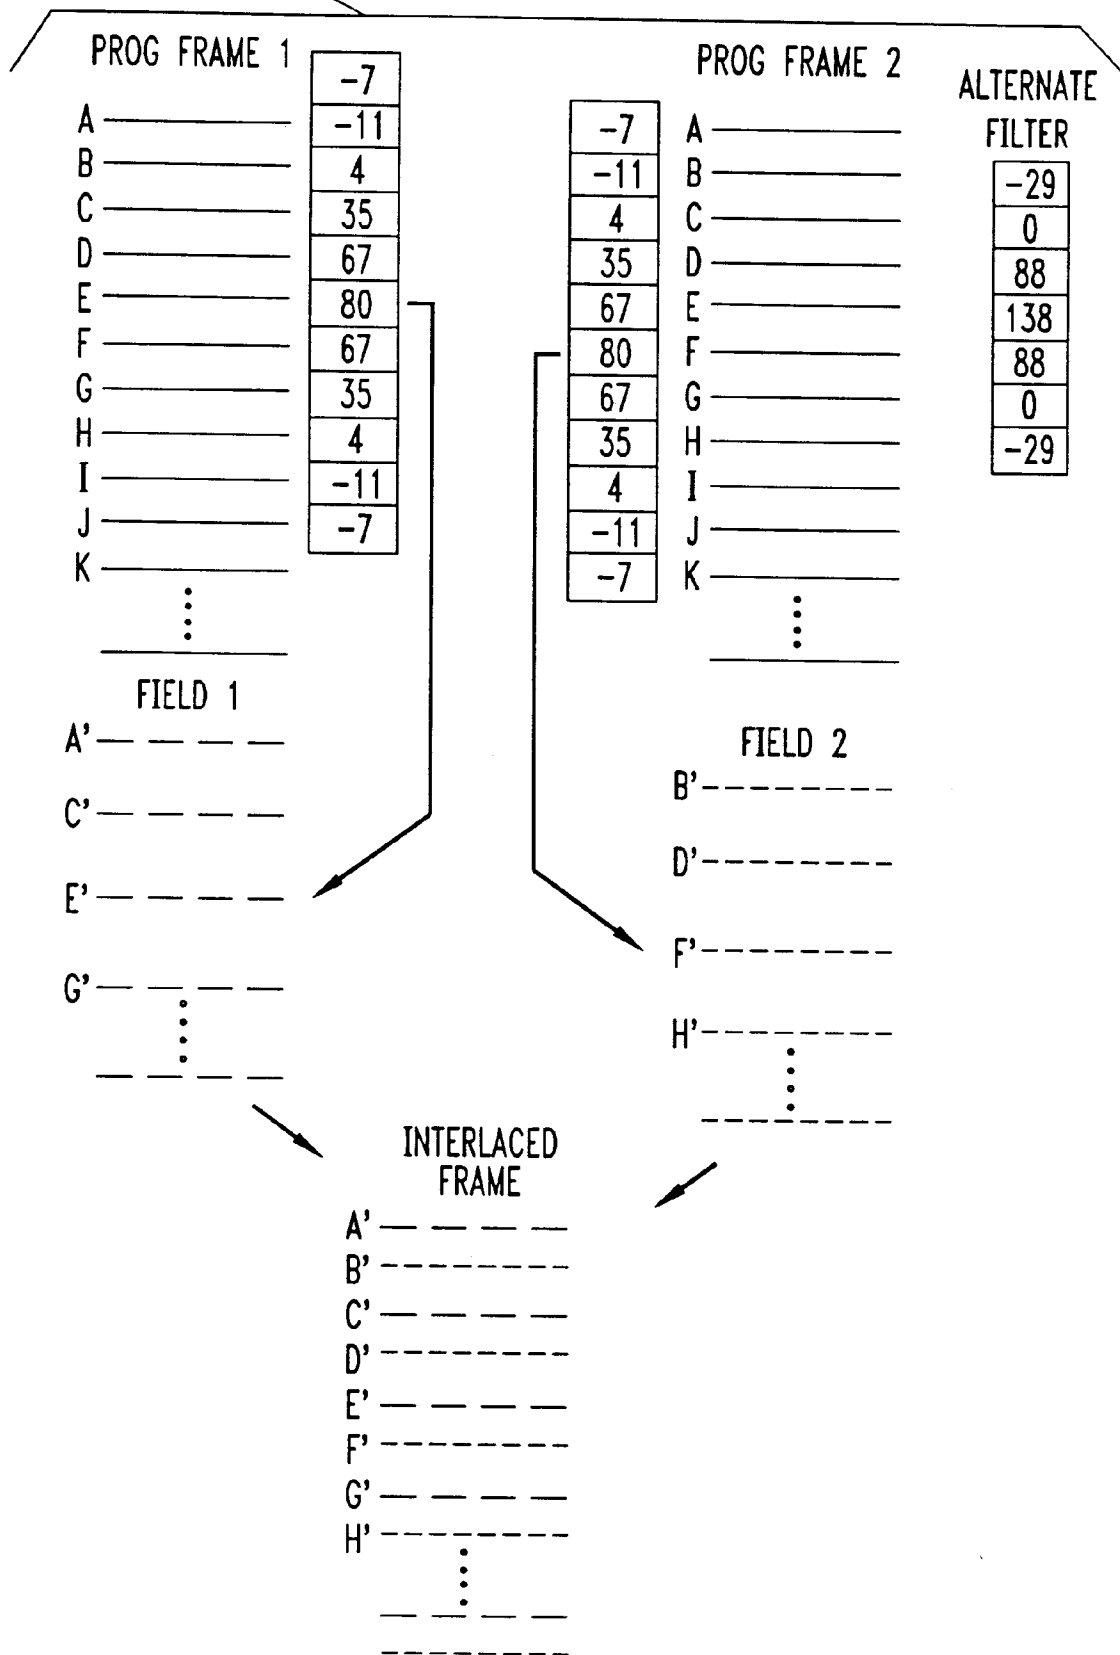 PROG FRAME 1
-7
A -11
B 4
C 35
D 67
E 80
F 67
G 35
H 4
I -11
J -7
K
PROG FRAME 2
-7 A
-11 B
4 C
35 D
67 E
80 F
67 G
35 H
4 I
-11 J
-7 K
ALTERNATE
FILTER
-29
0
88
138
88
0
-29
FIELD 1
A'
C'
E'
G'
FIELD 2
B'
D'
F'
H'
INTERLACED
FRAME
A'
B'
C'
D'
E'
F'
G'
H'